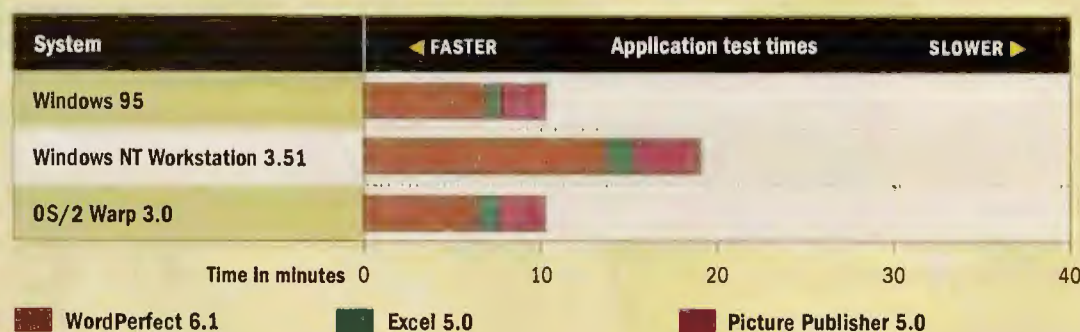 System ◀ FASTER Application test times SLOWER ▶
Windows 95
Windows NT Workstation 3.51
OS/2 Warp 3.0
Time in minutes 0 10 20 30 40
WordPerfect 6.1 Excel 5.0 Picture Publisher 5.0